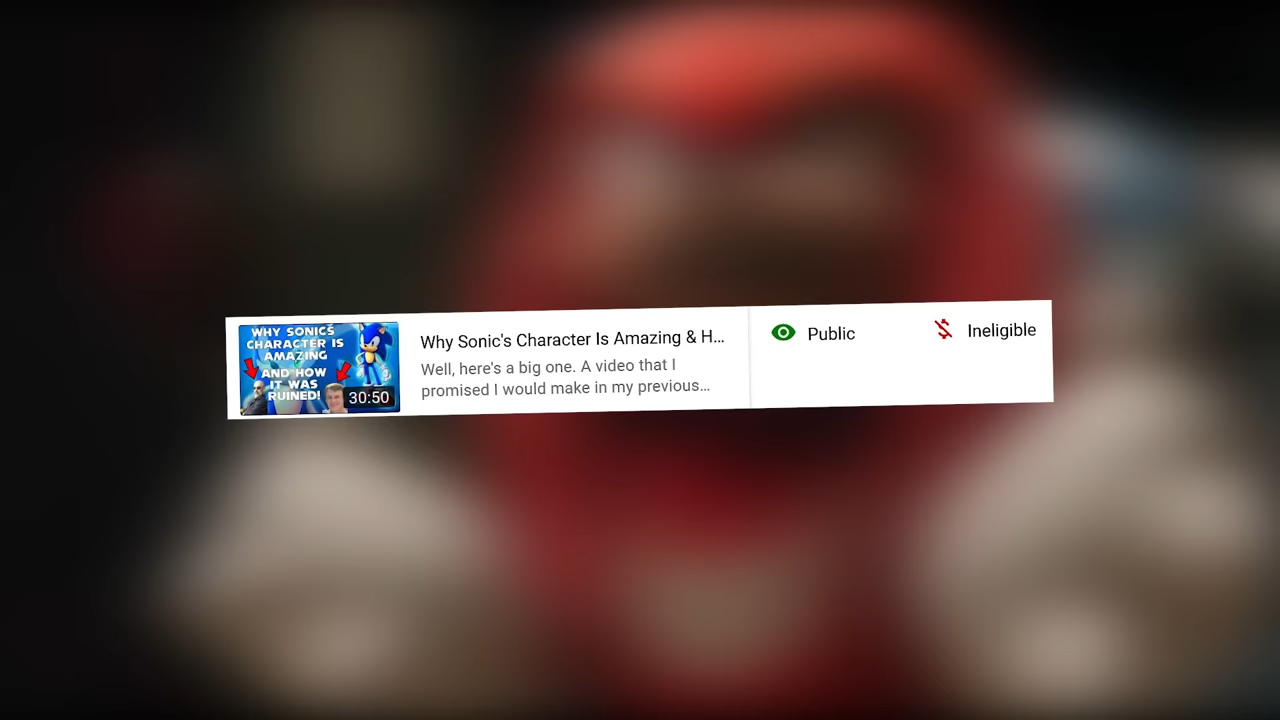 WHY SONICS
CHARACTER IS
AMAZING
AND HOW
IT WAS
RUINED!
30:50
Why Sonic's Character Is Amazing & H...
Well, here's a big one. A video that I
promised I would make in my previous...
Public
Ineligible